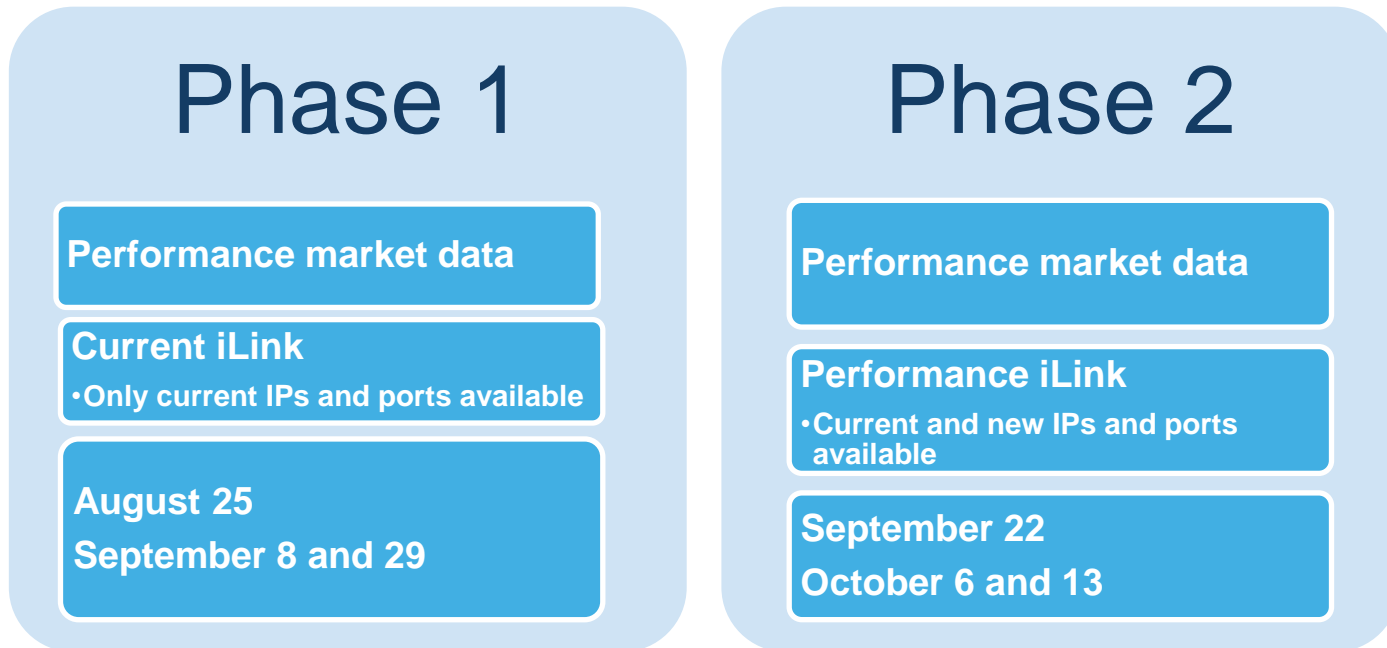 Phase 1
Performance market data
Current iLink
•Only current IPs and ports available
August 25
September 8 and 29
Phase 2
Performance market data
Performance iLink
•Current and new IPs and ports
available
September 22
October 6 and 13